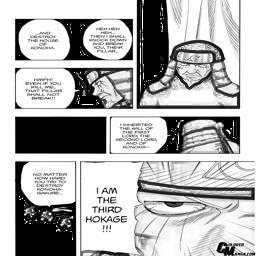 HEH HEH
HEH...
THEN I SHALL
KNOCK DOWN
AND BREAK
YOU, THEIR
PILLAR.
...AND
DESTROY
THE HOUSE
OF
KONOHA.
HMPH!
EVEN IF YOU
KILL ME,
THAT PILLAR
SHALL NOT
BREAK!!
I INHERITED
THE WILL OF
THE FIRST
LORD, THE
SECOND LORD,
AND OF
KONOHA--
NO MATTER
HOW HARD
YOU TRY TO
DESTROY
KONOHA-
GAKURE...
I AM
THE
THIRD
HOKAGE
!!!